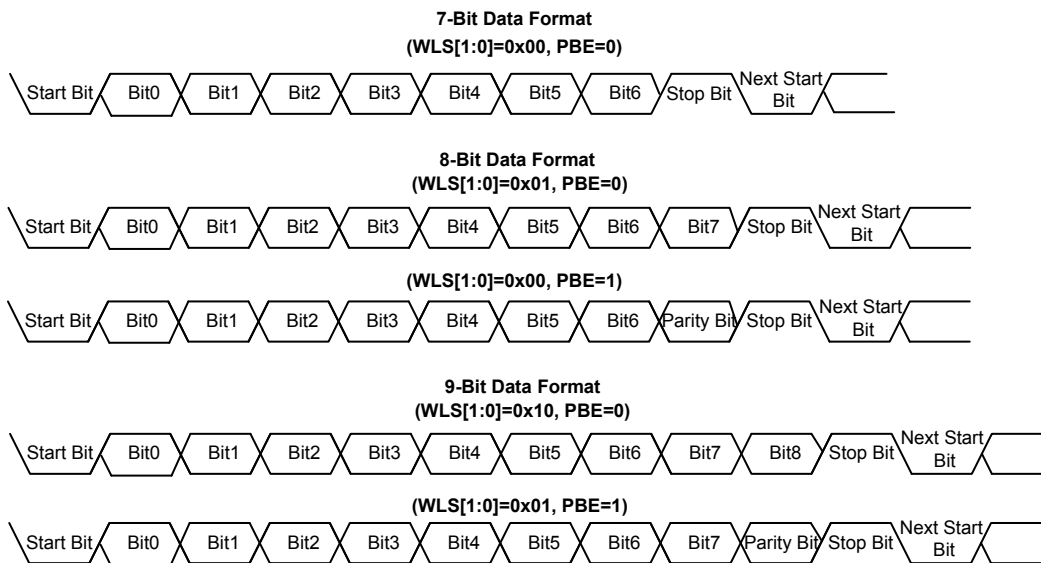 7-Bit Data Format
(WLS[1:0]=0x00, PBE=0)
Start Bit Bit0 Bit1 Bit2 Bit3 Bit4 Bit5 Bit6 Stop Bit Next Start Bit
8-Bit Data Format
(WLS[1:0]=0x01, PBE=0)
Start Bit Bit0 Bit1 Bit2 Bit3 Bit4 Bit5 Bit6 Bit7 Stop Bit Next Start Bit
(WLS[1:0]=0x00, PBE=1)
Start Bit Bit0 Bit1 Bit2 Bit3 Bit4 Bit5 Bit6 Parity Bit Stop Bit Next Start Bit
9-Bit Data Format
(WLS[1:0]=0x10, PBE=0)
Start Bit Bit0 Bit1 Bit2 Bit3 Bit4 Bit5 Bit6 Bit7 Bit8 Stop Bit Next Start Bit
(WLS[1:0]=0x01, PBE=1)
Start Bit Bit0 Bit1 Bit2 Bit3 Bit4 Bit5 Bit6 Bit7 Parity Bit Stop Bit Next Start Bit